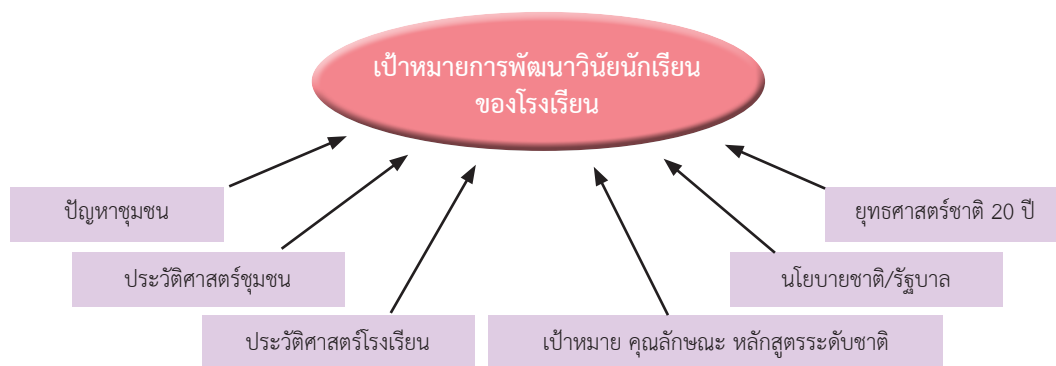 เป้าหมายการพัฒนาวินัยนักเรียน
ของโรงเรียน
ปัญหาชุมชน
ยุทธศาสตร์ชาติ 20 ปี
ประวัติศาสตร์ชุมชน
นโยบายชาติ/รัฐบาล
ประวัติศาสตร์โรงเรียน
เป้าหมาย คุณลักษณะ หลักสูตรระดับชาติ